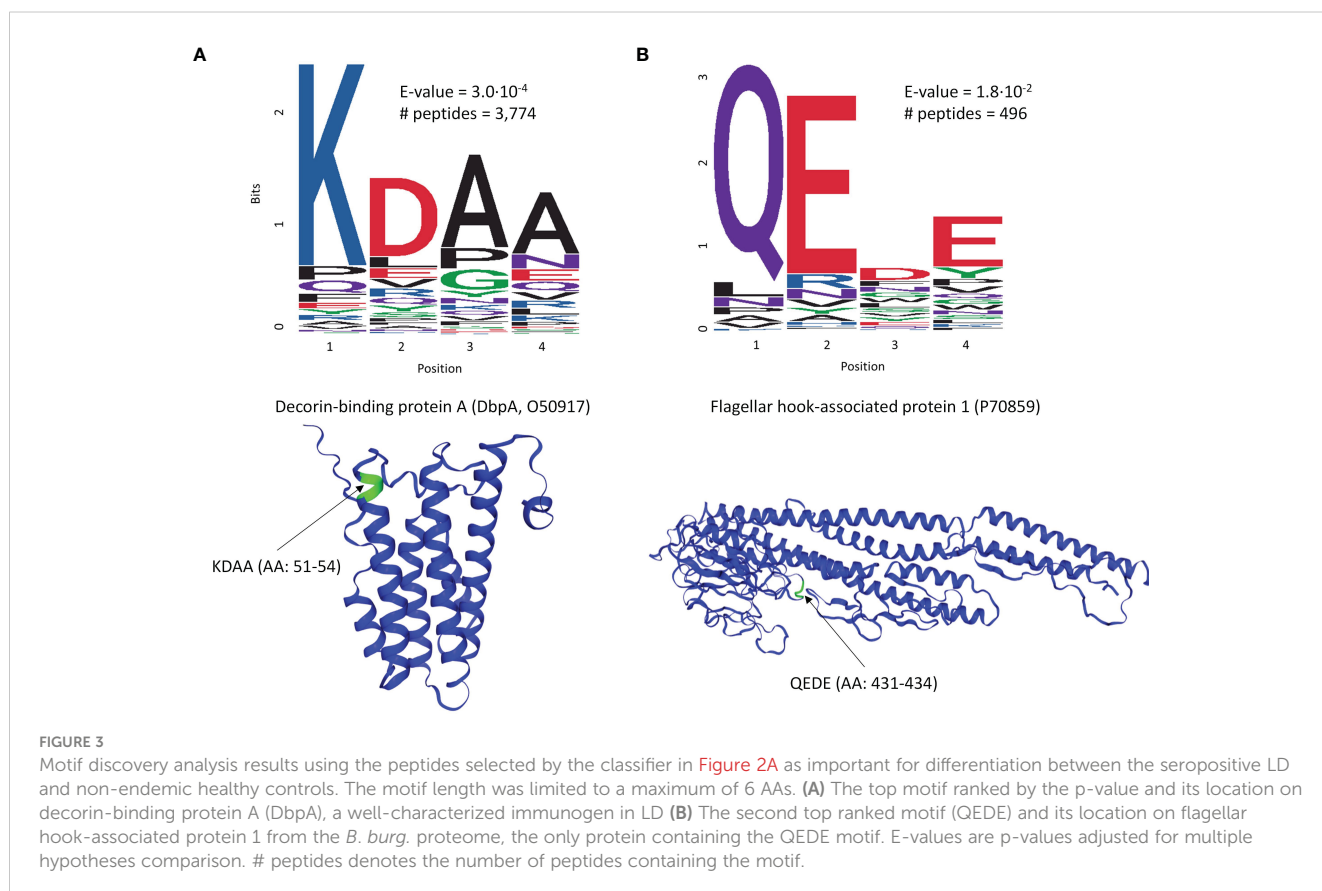 A
B
E-value = 3.0·10-4
# peptides = 3,774
E-value = 1.8·10-2
# peptides = 496
Bits
2
1
0
K
D
A
A
1 2 3 4
Position
3
2
1
0
Q
E
D
E
1 2 3 4
Position
Decorin-binding protein A (DbpA, O50917)
Flagellar hook-associated protein 1 (P70859)
KDAA (AA: 51-54)
QEDE (AA: 431-434)
FIGURE 3
Motif discovery analysis results using the peptides selected by the classifier in Figure 2A as important for differentiation between the seropositive LD
and non-endemic healthy controls. The motif length was limited to a maximum of 6 AAs. (A) The top motif ranked by the p-value and its location on
decorin-binding protein A (DbpA), a well-characterized immunogen in LD (B) The second top ranked motif (QEDE) and its location on flagellar
hook-associated protein 1 from the B. burg. proteome, the only protein containing the QEDE motif. E-values are p-values adjusted for multiple
hypotheses comparison. # peptides denotes the number of peptides containing the motif.